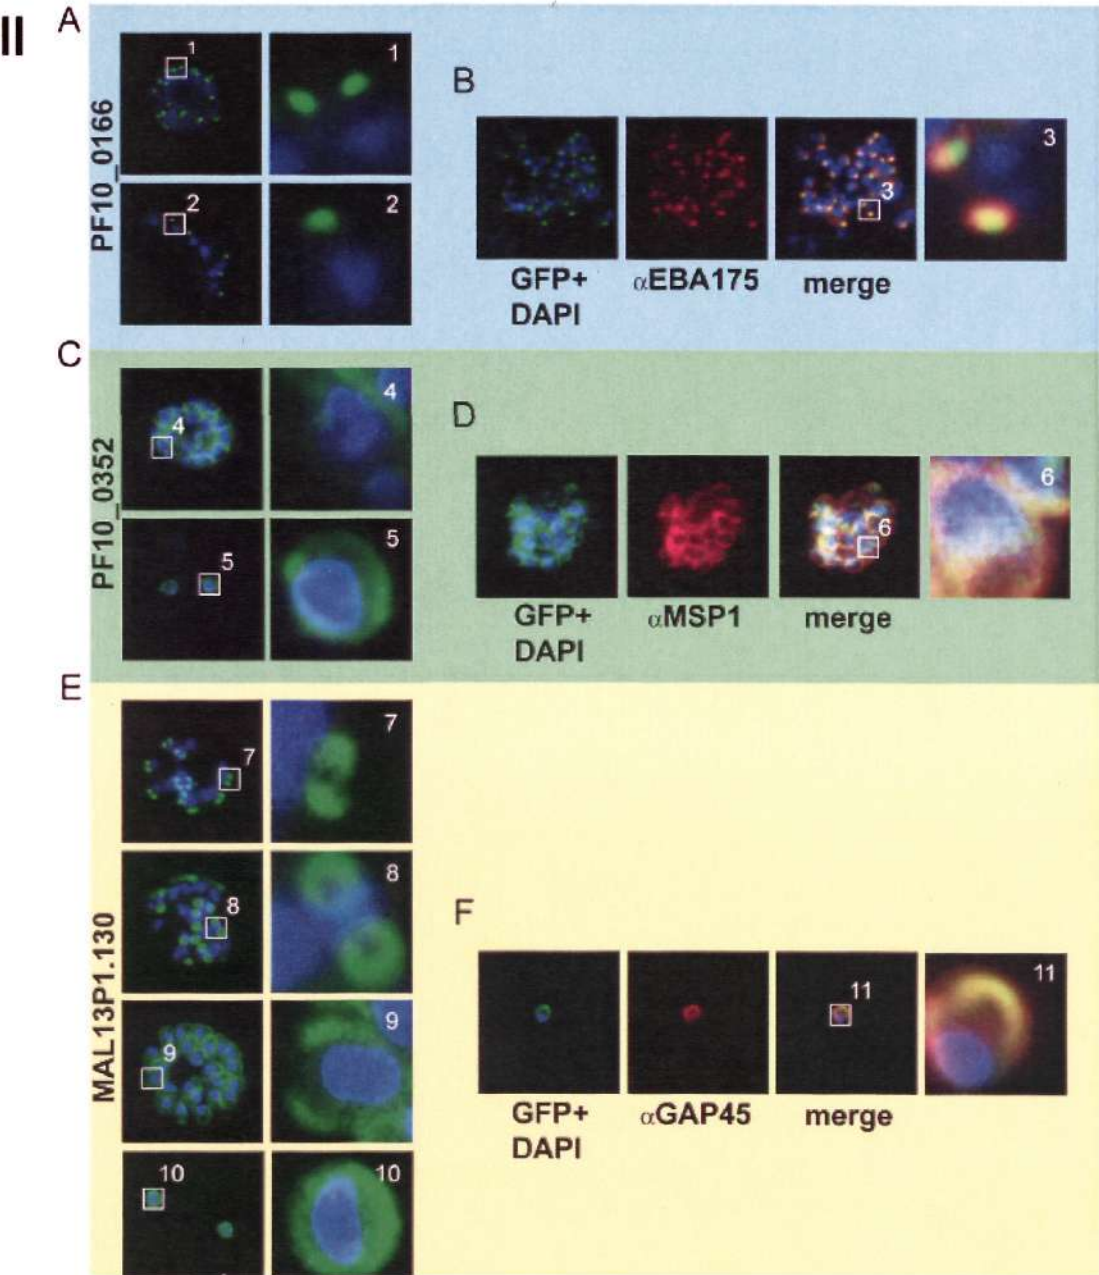 II
A
PF10_0166
1
1
2
2
B
3
3
GFP+
DAPI
αEBA175
merge
C
PF10_0352
4
4
5
5
D
6
6
GFP+
DAPI
αMSP1
merge
E
MAL13P1.130
7
7
8
8
9
9
10
10
F
11
11
GFP+
DAPI
αGAP45
merge